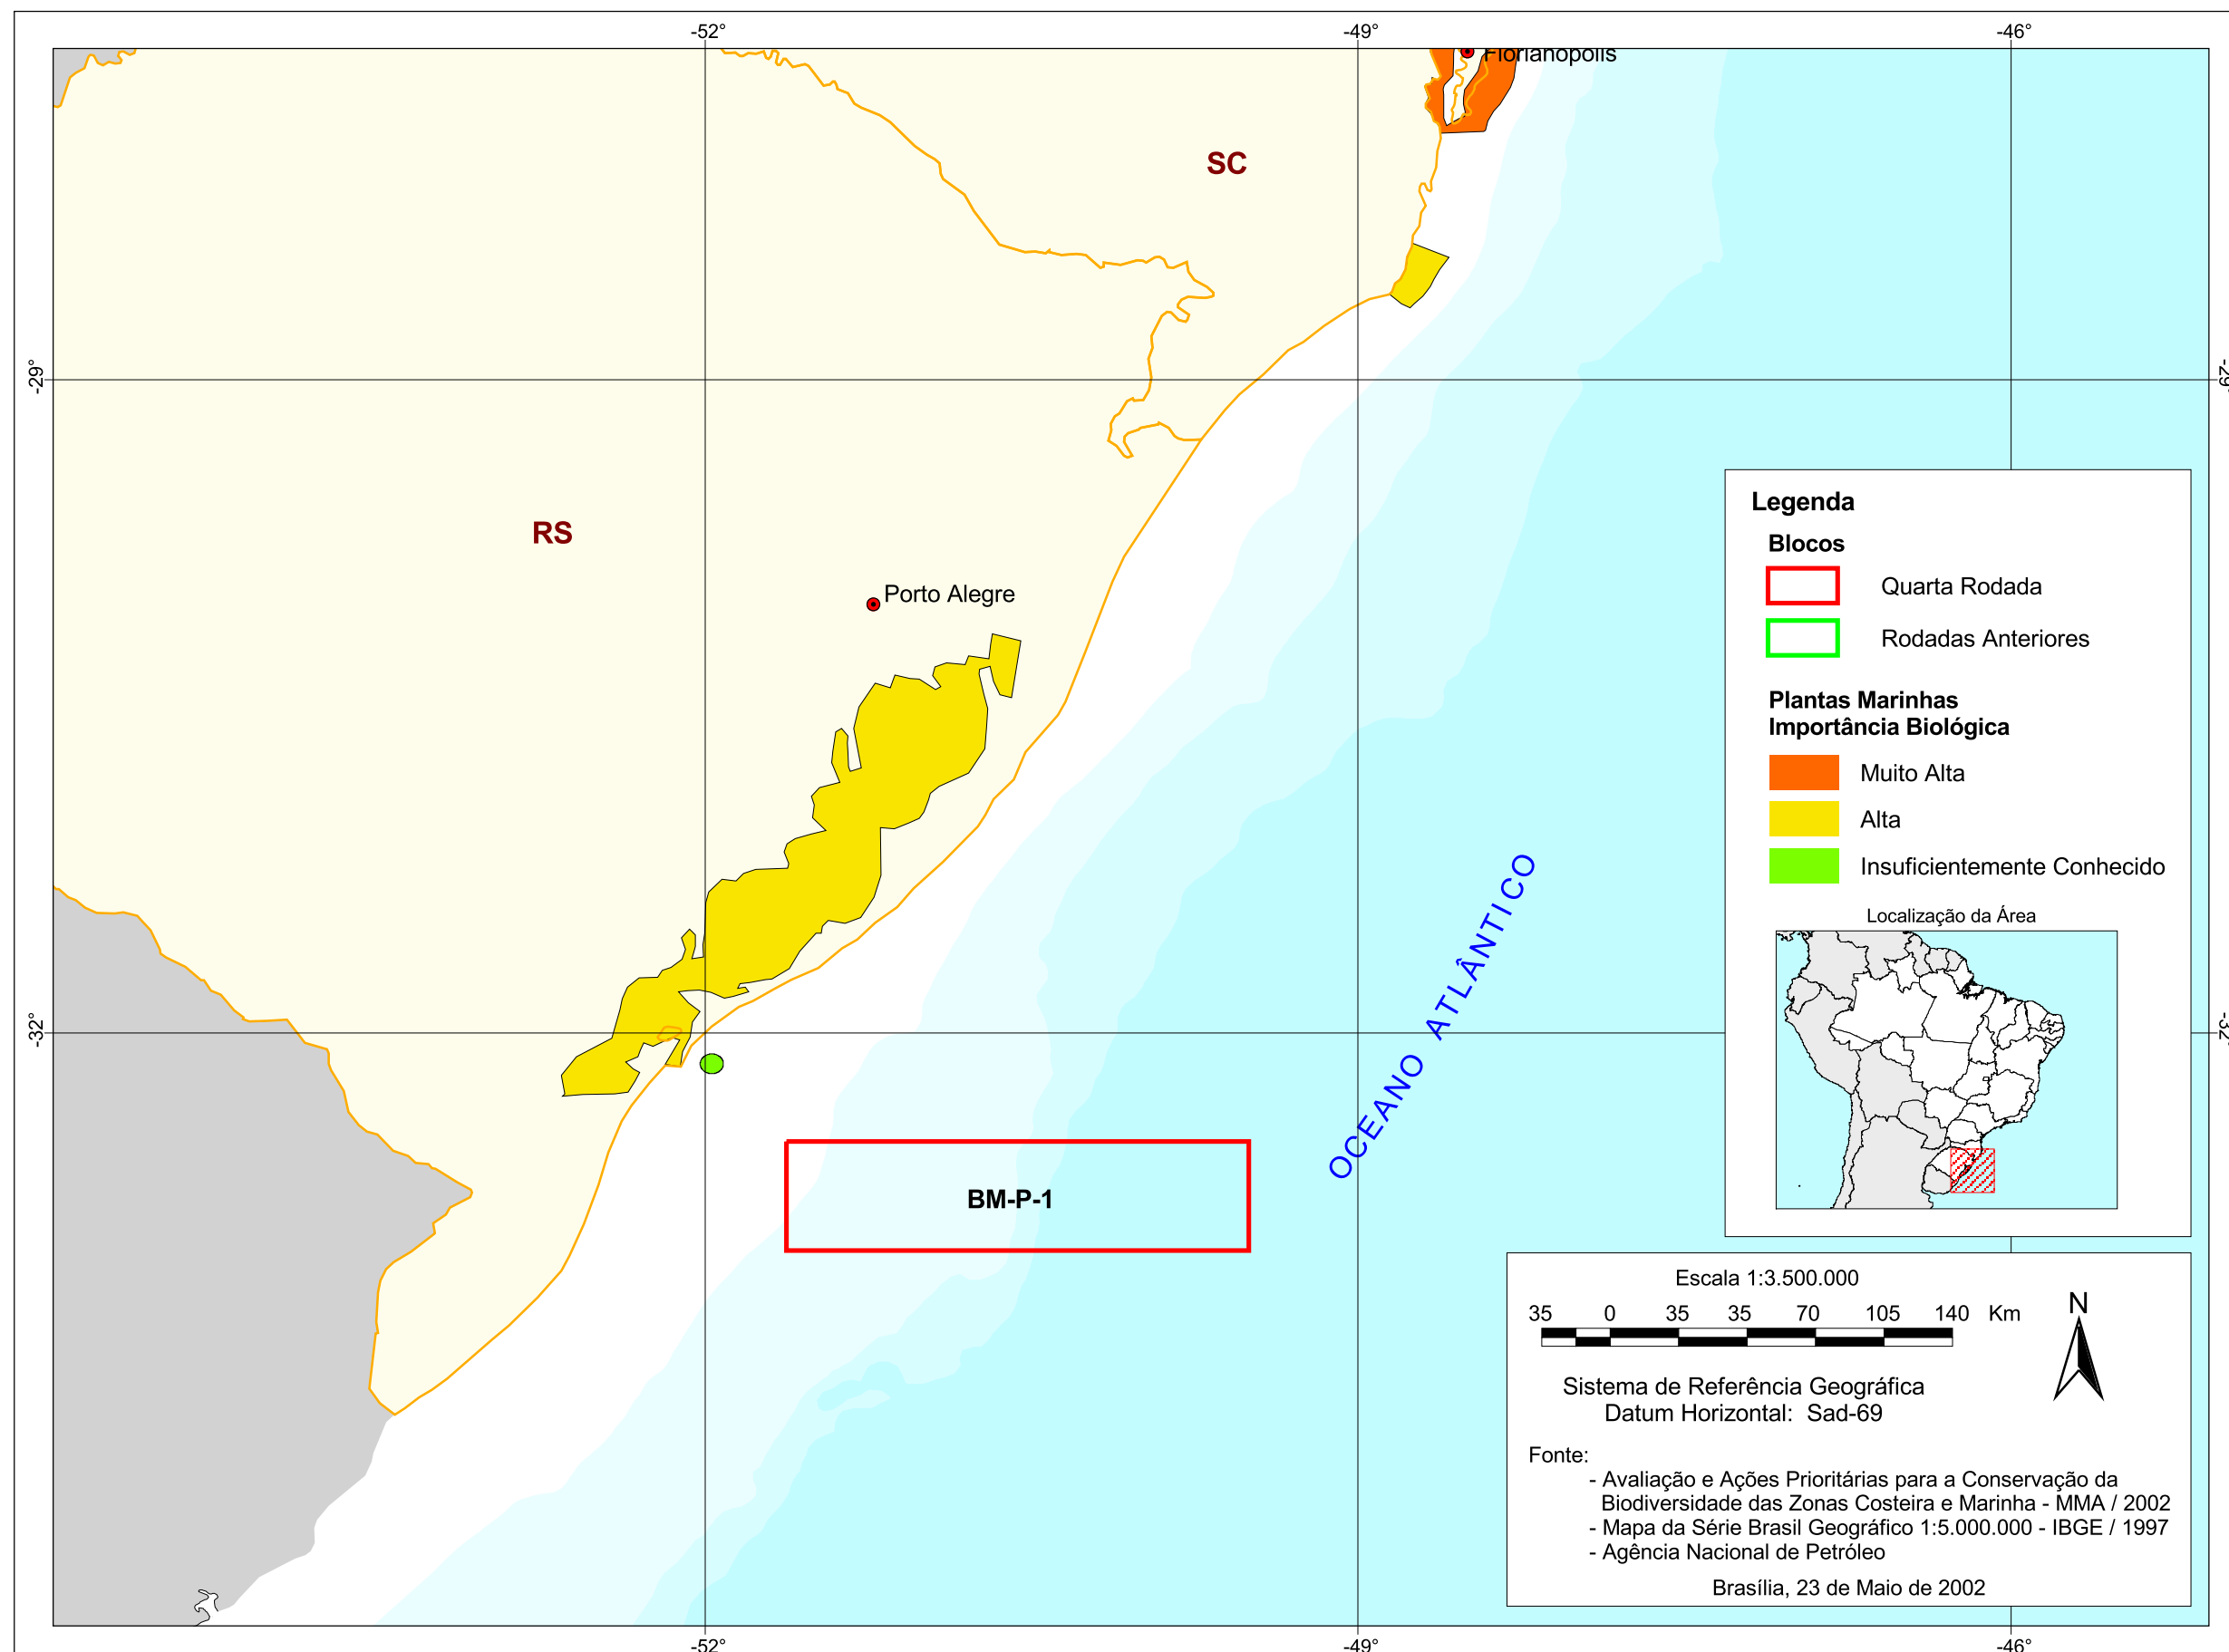 -52°
-49°
-46°
Florianopolis
SC
-29°
-29°
RS
Porto Alegre
Legenda
Blocos
Quarta Rodada
Rodadas Anteriores
Plantas Marinhas
Importância Biológica
Muito Alta
Alta
Insuficientemente Conhecido
Localização da Área
OCEANO ATLÂNTICO
-32°
-32°
BM-P-1
Escala 1:3.500.000
35 0 35 35 70 105 140 Km
N
Sistema de Referência Geográfica
Datum Horizontal: Sad-69
Fonte:
- Avaliação e Ações Prioritárias para a Conservação da
Biodiversidade das Zonas Costeira e Marinha - MMA / 2002
- Mapa da Série Brasil Geográfico 1:5.000.000 - IBGE / 1997
- Agência Nacional de Petróleo
Brasília, 23 de Maio de 2002
-52°
-49°
-46°